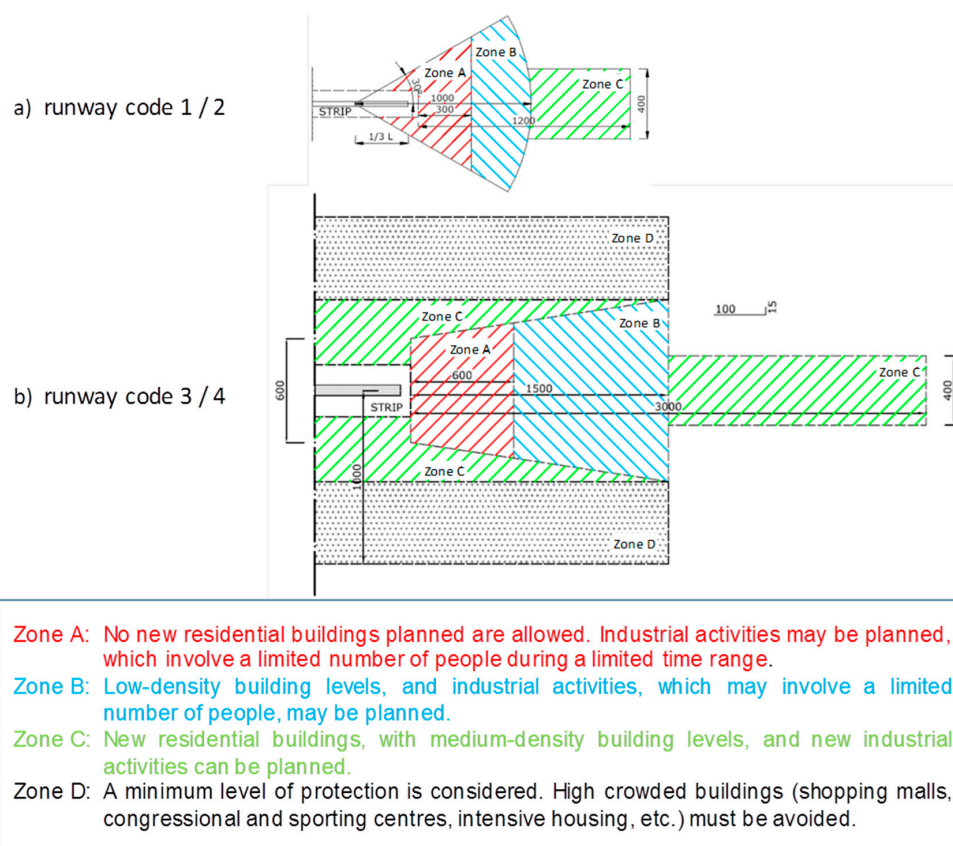 Zone B
Zone A
Zone C
30°
1000
a) runway code 1 / 2
STRIP
300
400
1200
1/3 L
Zone D
Zone C
Zone B
100
15
Zone A
600
Zone C
600
1500
400
b) runway code 3 / 4
STRIP
3000
Zone C
1000
Zone D
Zone A: No new residential buildings planned are allowed. Industrial activities may be planned,
which involve a limited number of people during a limited time range.
Zone B: Low-density building levels, and industrial activities, which may involve a limited
number of people, may be planned.
Zone C: New residential buildings, with medium-density building levels, and new industrial
activities can be planned.
Zone D: A minimum level of protection is considered. High crowded buildings (shopping malls,
congressional and sporting centres, intensive housing, etc.) must be avoided.